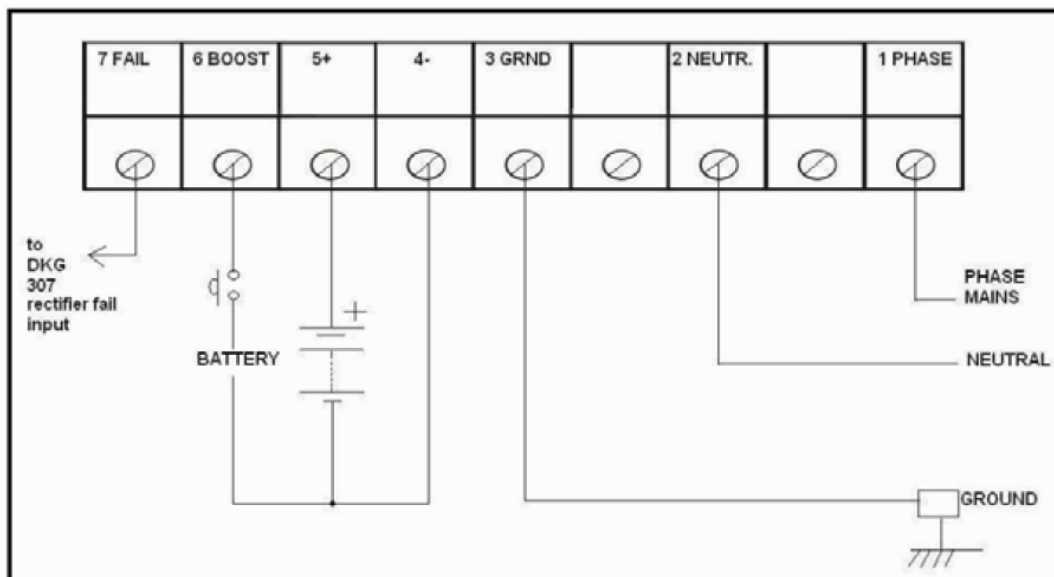 7 FAIL 6 BOOST 5+ 4- 3 GRND 2 NEUTR. 1 PHASE
to
DKG
307
rectifier fail
input
PHASE
MAINS
+
BATTERY
NEUTRAL
GROUND